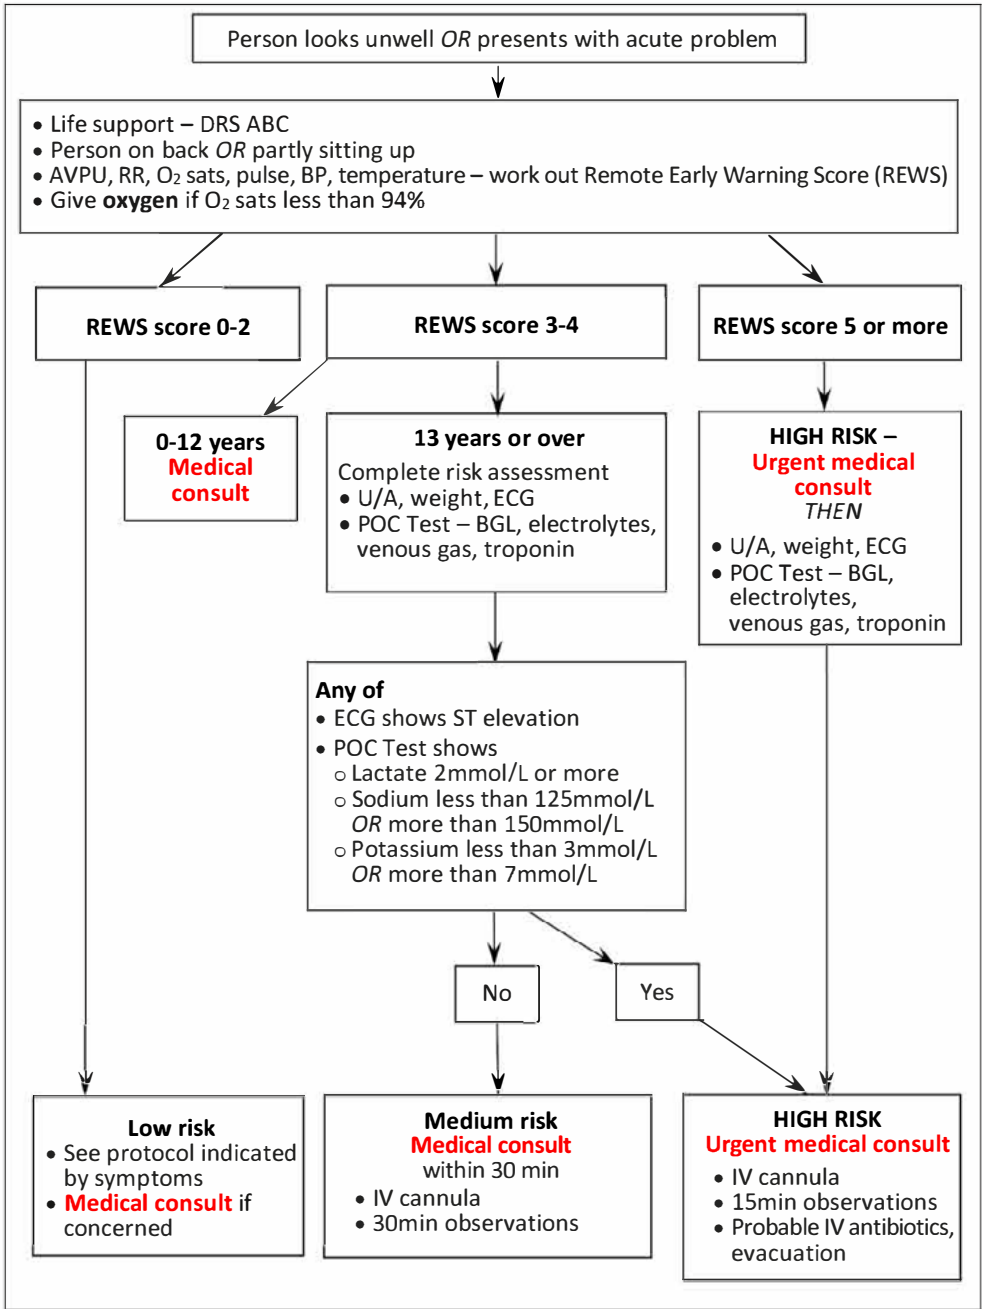 Person looks unwell OR presents with acute problem
• Life support – DRS ABC
• Person on back OR partly sitting up
• AVPU, RR, O₂ sats, pulse, BP, temperature – work out Remote Early Warning Score (REWS)
• Give oxygen if O₂ sats less than 94%
REWS score 0-2
REWS score 3-4
REWS score 5 or more
0-12 years
Medical
consult
13 years or over
Complete risk assessment
• U/A, weight, ECG
• POC Test – BGL, electrolytes,
venous gas, troponin
HIGH RISK –
Urgent medical
consult
THEN
• U/A, weight, ECG
• POC Test – BGL,
electrolytes,
venous gas, troponin
Any of
• ECG shows ST elevation
• POC Test shows
o Lactate 2mmol/L or more
o Sodium less than 125mmol/L
OR more than 150mmol/L
o Potassium less than 3mmol/L
OR more than 7mmol/L
No
Yes
Low risk
• See protocol indicated
by symptoms
• Medical consult if
concerned
Medium risk
Medical consult
within 30 min
• IV cannula
• 30min observations
HIGH RISK
Urgent medical consult
• IV cannula
• 15min observations
• Probable IV antibiotics,
evacuation